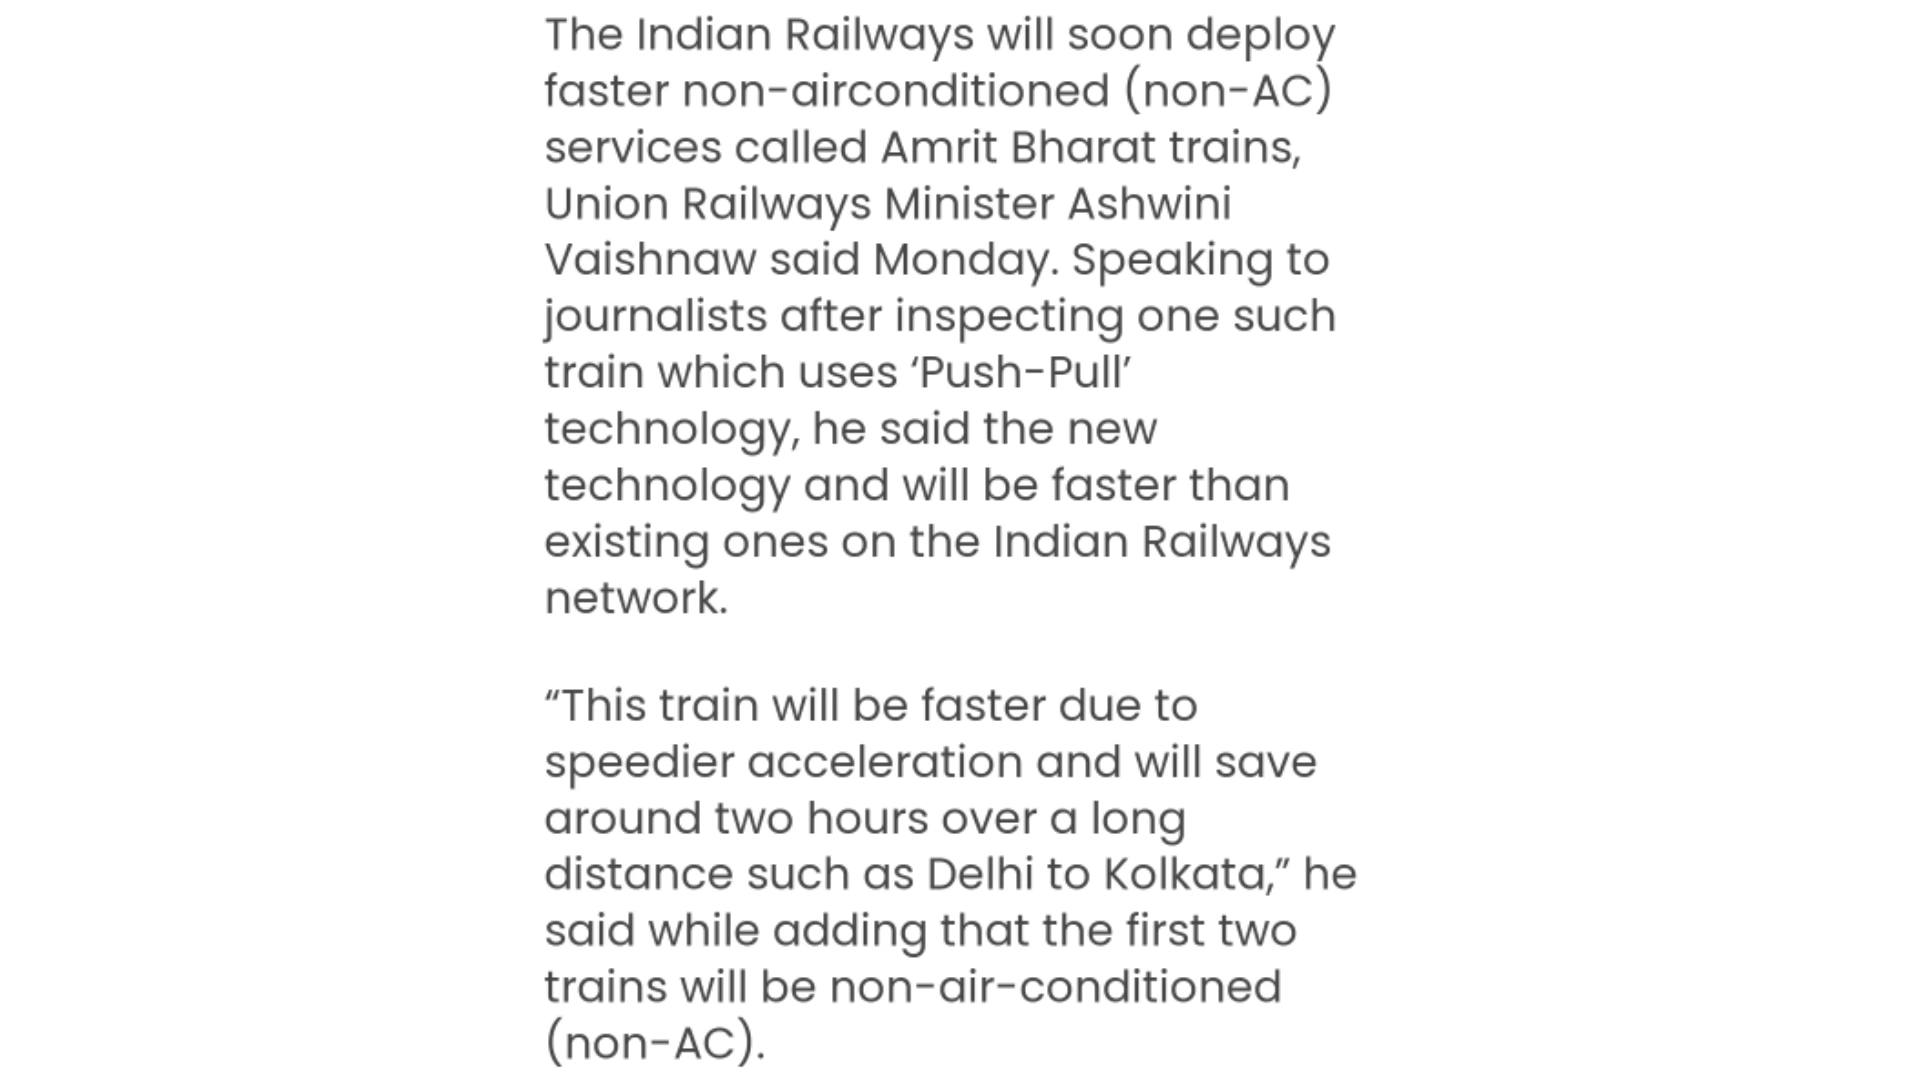 The Indian Railways will soon deploy
faster non-airconditioned (non-AC)
services called Amrit Bharat trains,
Union Railways Minister Ashwini
Vaishnaw said Monday. Speaking to
journalists after inspecting one such
train which uses ‘Push-Pull’
technology, he said the new
technology and will be faster than
existing ones on the Indian Railways
network.
“This train will be faster due to
speedier acceleration and will save
around two hours over a long
distance such as Delhi to Kolkata,” he
said while adding that the first two
trains will be non-air-conditioned
(non-AC).